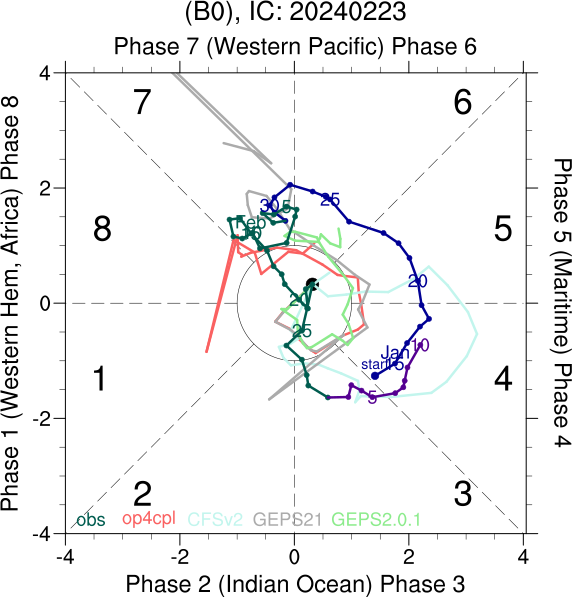 (B0), IC: 20240223
Phase 7 (Western Pacific) Phase 6
Phase 1 (Western Hem, Africa) Phase 8
Phase 5 (Maritime) Phase 4
4
2
0
-2
-4
7
6
8
5
1
4
2
3
30
5
25
Feb
10
20
20
25
Jan
10
start
15
5
obs op4cpl CFSv2 GEPS21 GEPS2.0.1
-4 -2 0 2 4
Phase 2 (Indian Ocean) Phase 3